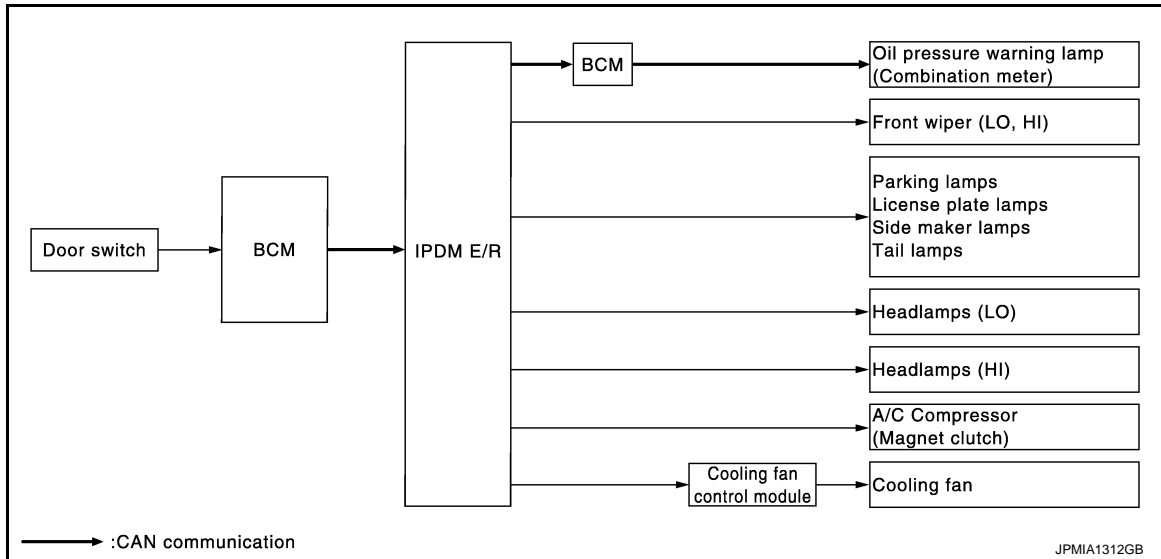 Door switch
BCM
IPDM E/R
BCM
Oil pressure warning lamp
(Combination meter)
Front wiper (LO, HI)
Parking lamps
License plate lamps
Side maker lamps
Tail lamps
Headlamps (LO)
Headlamps (HI)
A/C Compressor
(Magnet clutch)
Cooling fan
control module
Cooling fan
:CAN communication
JPMIA1312GB